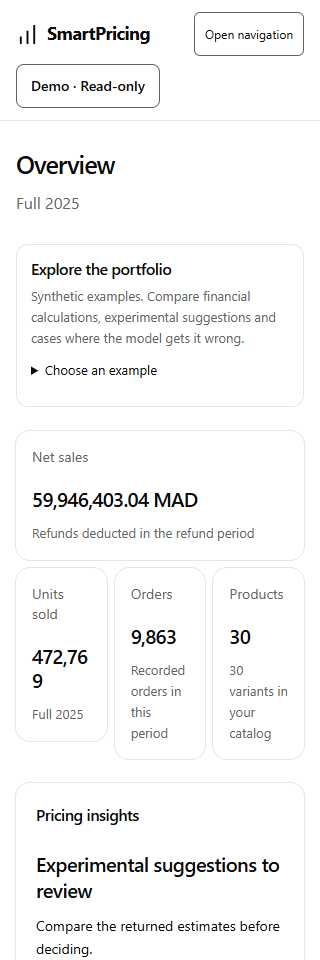 SmartPricing
Open navigation
Demo · Read-only
Overview
Full 2025
Explore the portfolio
Synthetic examples. Compare financial
calculations, experimental suggestions and
cases where the model gets it wrong.
Choose an example
Net sales
59,946,403.04 MAD
Refunds deducted in the refund period
Units
sold
472,76
9
Full 2025
Orders
9,863
Recorded
orders in
this
period
Products
30
30
variants in
your
catalog
Pricing insights
Experimental suggestions to
review
Compare the returned estimates before
deciding.